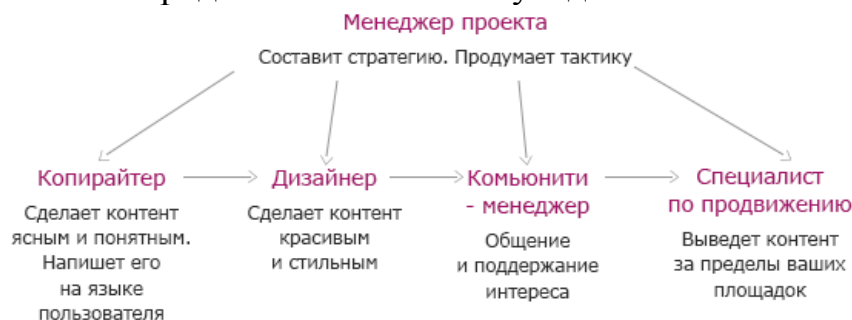 Менеджер проекта
Составит стратегию. Продумает тактику
Копирайтер
Сделает контент
ясным и понятным.
Напишет его
на языке
пользователя
Дизайнер
Сделает контент
красивым
и стильным
Комьюнити
- менеджер
Общение
и поддержание
интереса
Специалист
по продвижению
Выведет контент
за пределы ваших
площадок